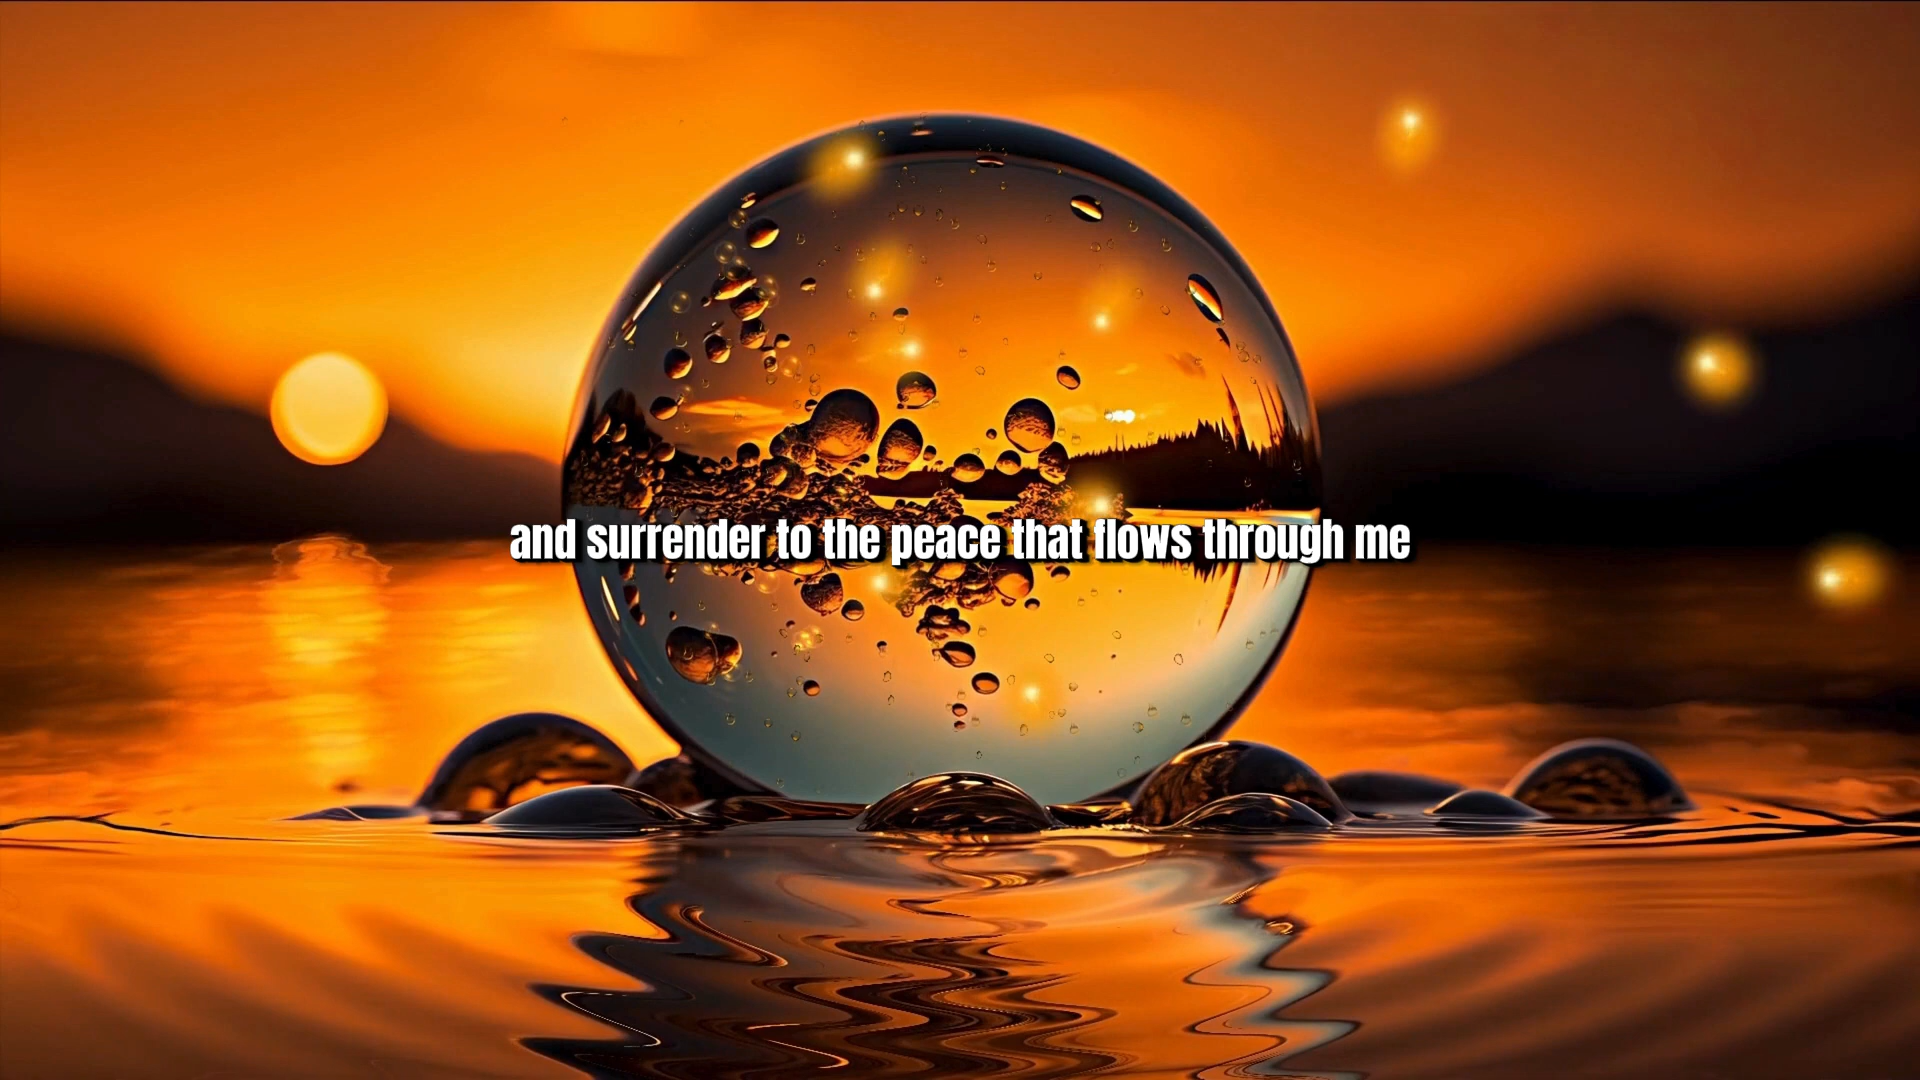 and surrender to the peace that flows through me